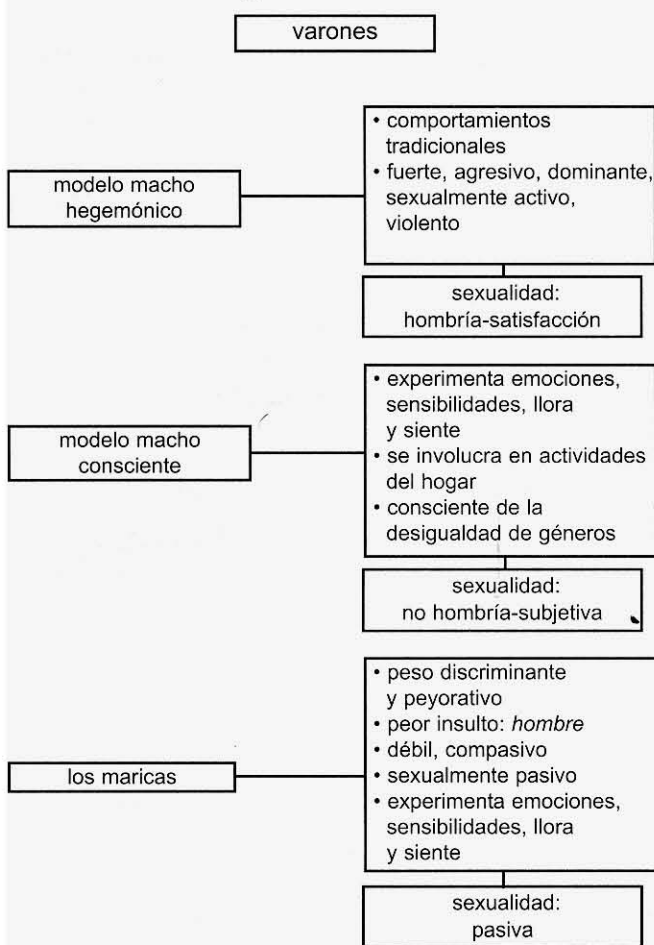 varones
modelo macho
hegemónico
• comportamientos
tradicionales
• fuerte, agresivo, dominante,
sexualmente activo,
violento
sexualidad:
hombría-satisfacción
modelo macho
consciente
• experimenta emociones,
sensibilidades, llora
y siente
• se involucra en actividades
del hogar
• consciente de la
desigualdad de géneros
sexualidad:
no hombría-subjetiva
los maricas
• peso discriminante
y peyorativo
• peor insulto: hombre
• débil, compasivo
• sexualmente pasivo
• experimenta emociones,
sensibilidades, llora
y siente
sexualidad:
pasiva